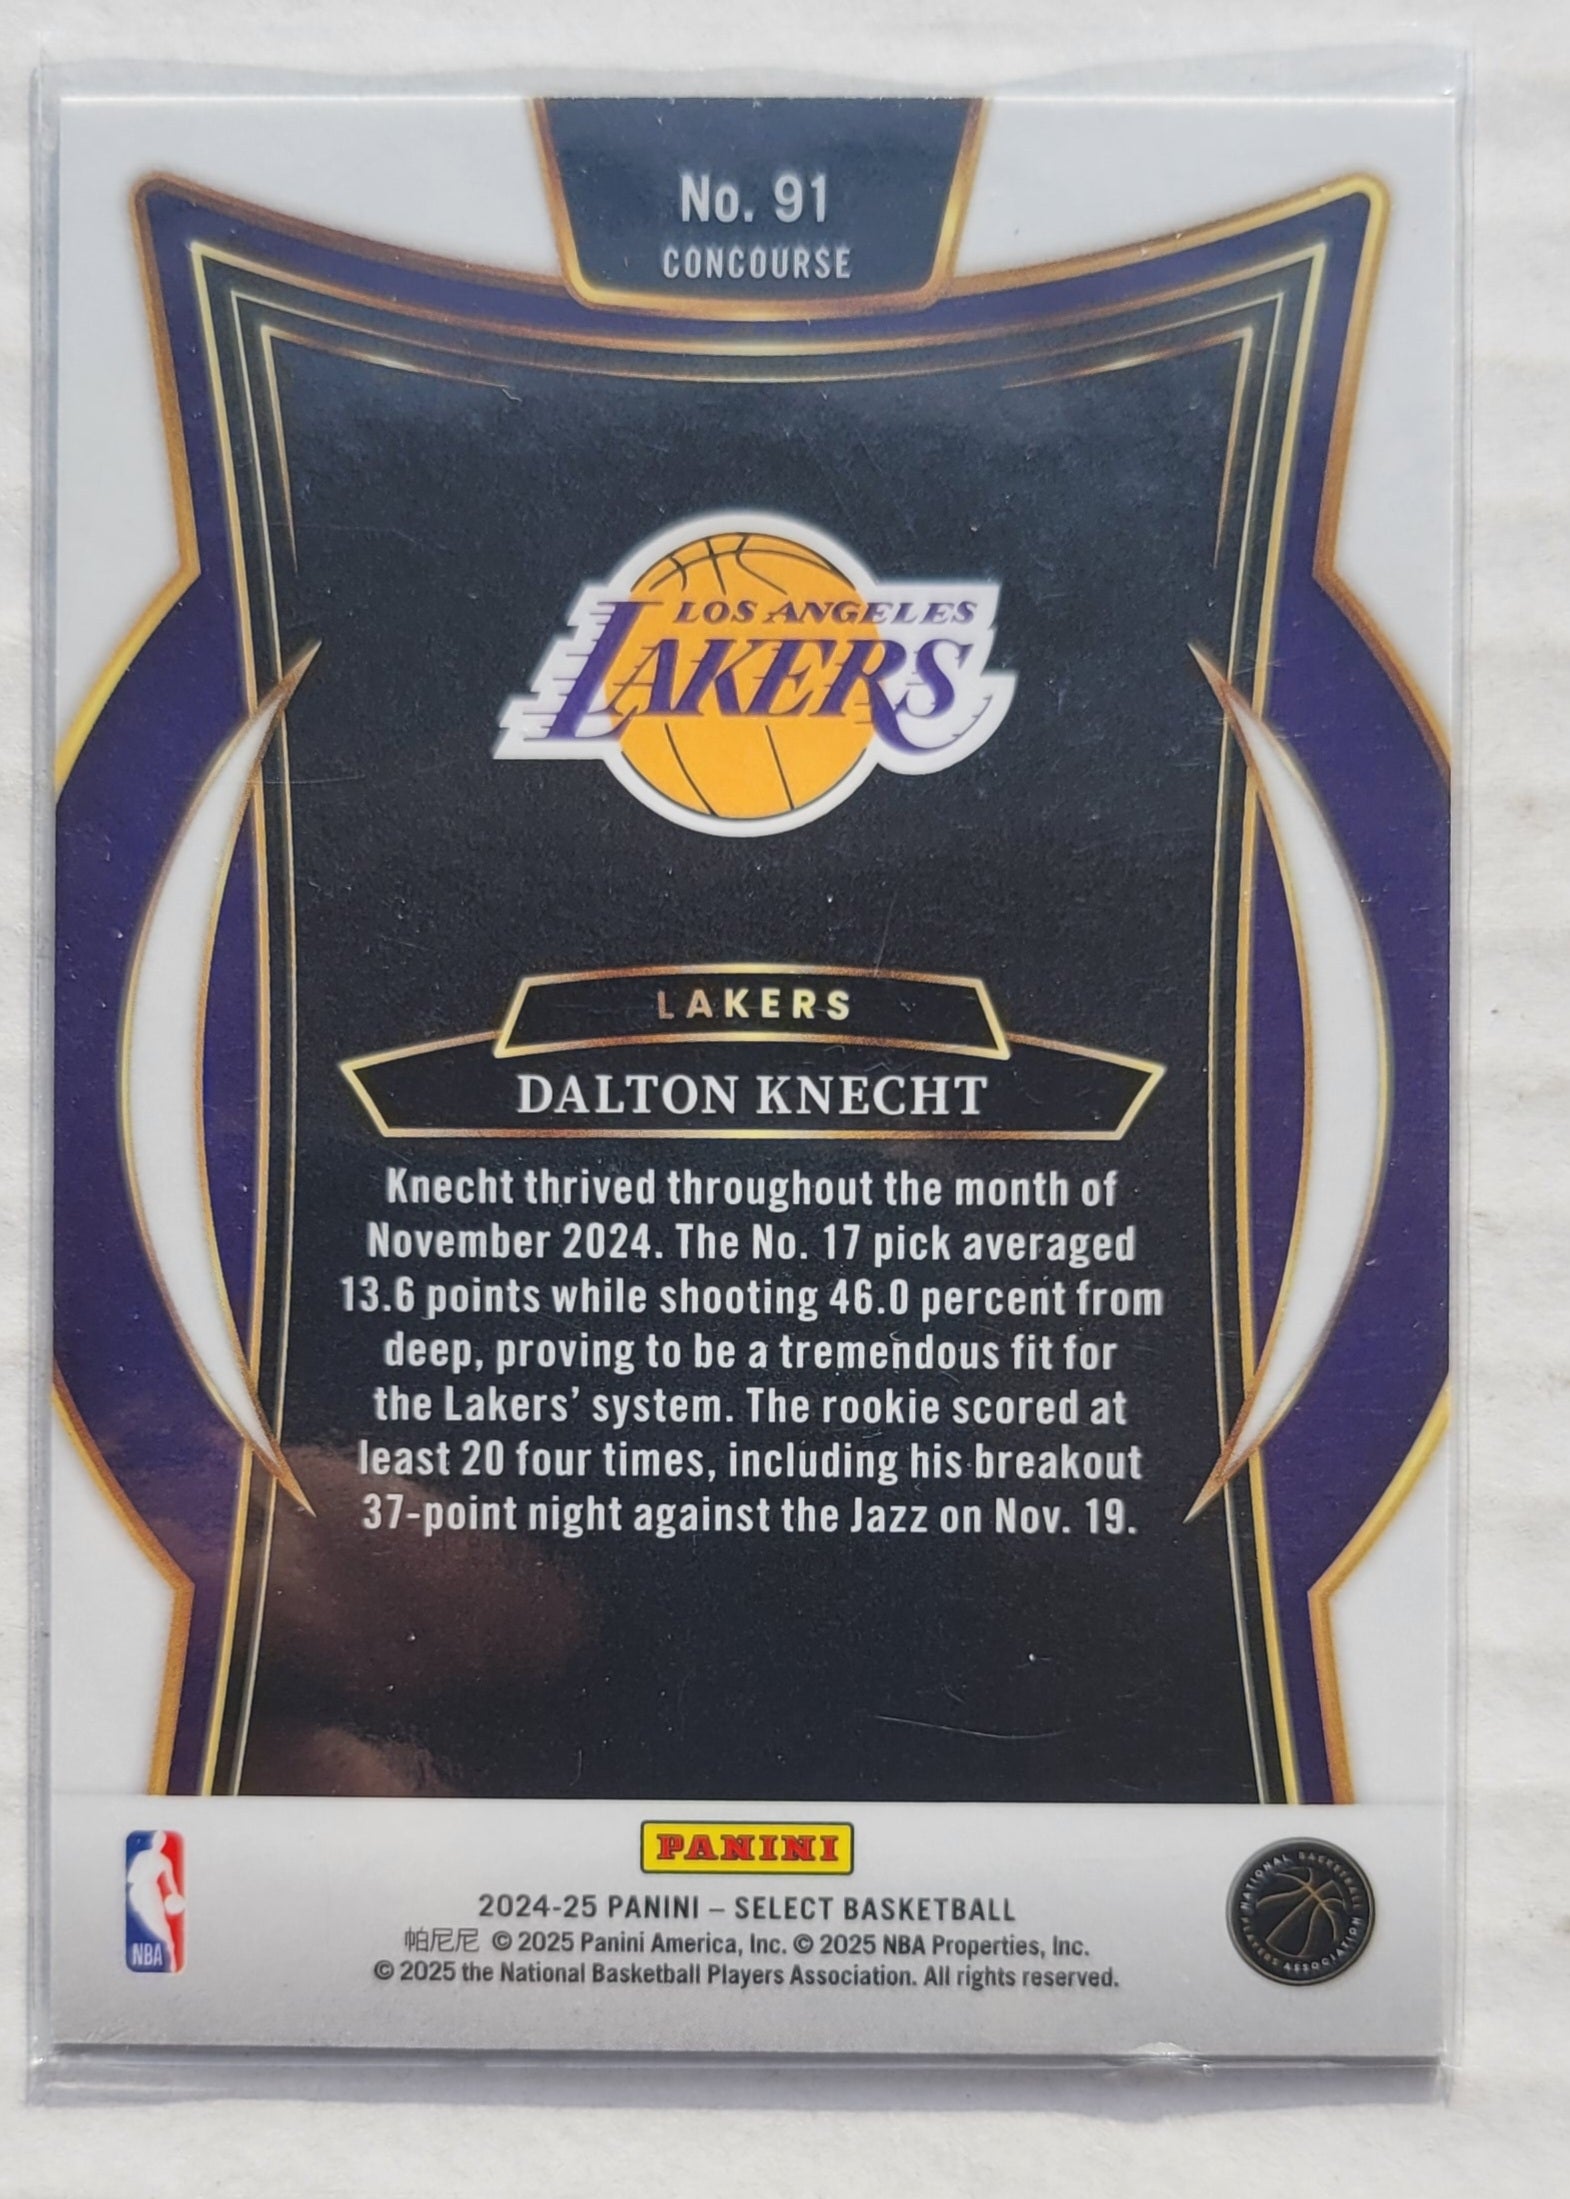 No. 91
CONCOURSE
LOS ANGELES
LAKERS
LAKERS
DALTON KNECHT
Knecht thrived throughout the month of
November 2024. The No. 17 pick averaged
13.6 points while shooting 46.0 percent from
deep, proving to be a tremendous fit for
the Lakers’ system. The rookie scored at
least 20 four times, including his breakout
37-point night against the Jazz on Nov. 19.
PANINI
NBA
2024-25 PANINI – SELECT BASKETBALL
帕尼尼 © 2025 Panini America, Inc. © 2025 NBA Properties, Inc.
© 2025 the National Basketball Players Association. All rights reserved.
NATIONAL BASKETBALL PLAYERS ASSOCIATION